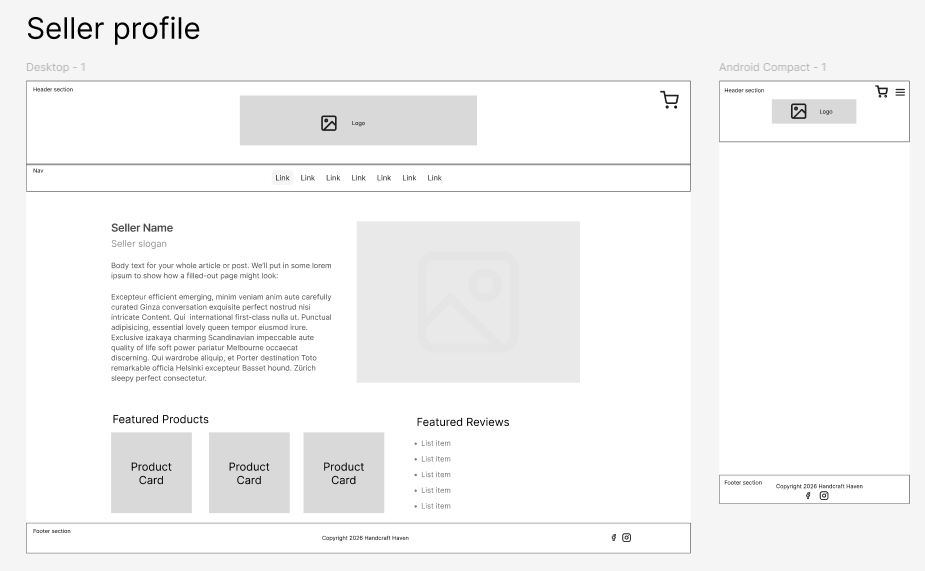 Seller profile
Desktop - 1
Header section
Logo
Nav
Link Link Link Link Link Link Link
Seller Name
Seller slogan
Body text for your whole article or post. We'll put in some lorem
ipsum to show how a filled-out page might look:
Excepteur efficient emerging, minim veniam anim aute carefully
curated Ginza conversation exquisite perfect nostrud nisi
intricate Content. Qui  international first-class nulla ut. Punctual
adipisicing, essential lovely queen tempor eiusmod irure.
Exclusive izakaya charming Scandinavian impeccable aute
quality of life soft power pariatur Melbourne occaecat
discerning. Qui wardrobe aliquip, et Porter destination Toto
remarkable officia Helsinki excepteur Basset hound. Zürich
sleepy perfect consectetur.
Featured Products
Product
Card
Product
Card
Product
Card
Featured Reviews
• List item
• List item
• List item
• List item
• List item
Footer section
Copyright 2026 Handcraft Haven
Android Compact - 1
Header section
Logo
Footer section
Copyright 2026 Handcraft Haven